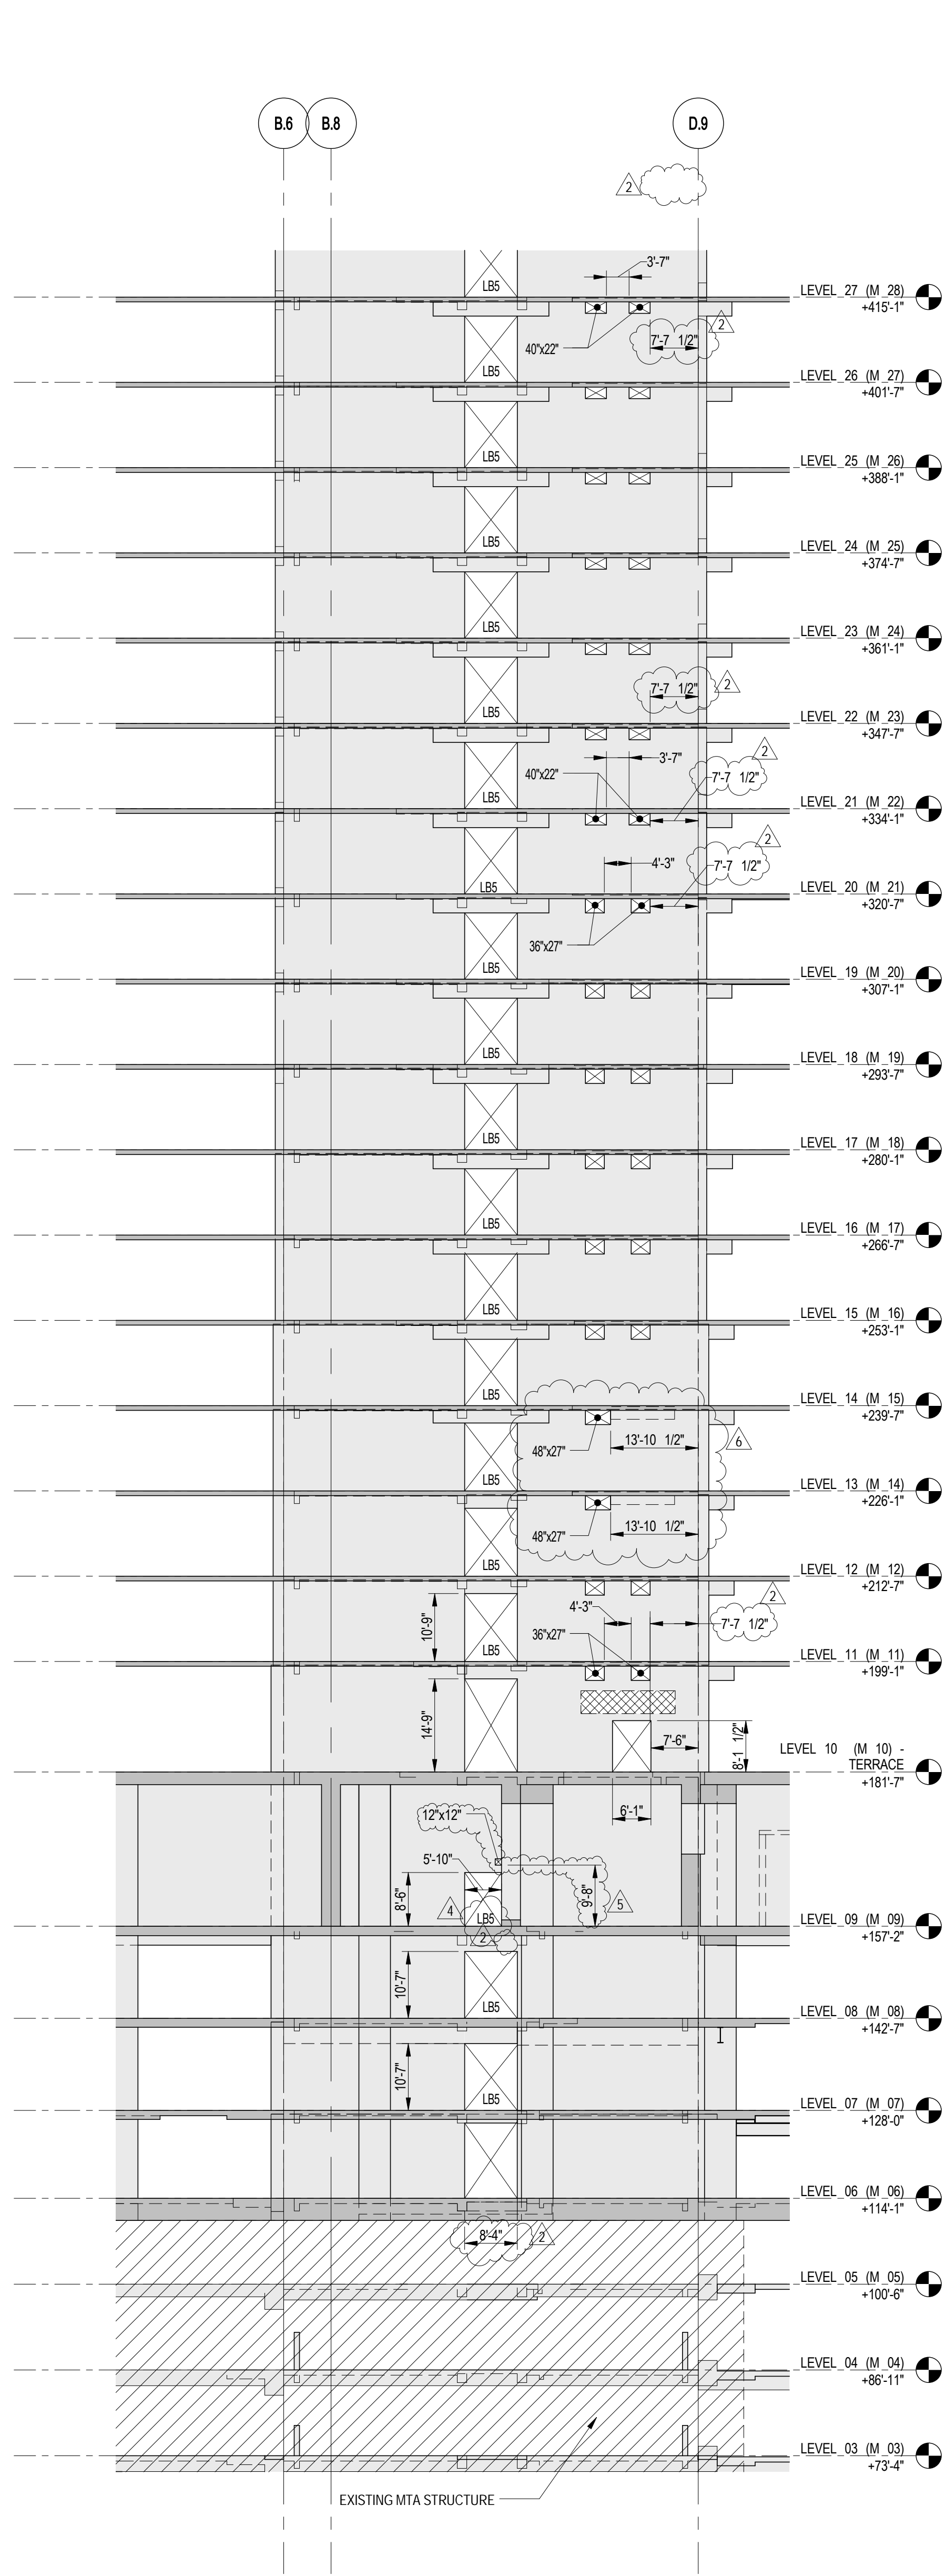 B.6
B.8
D.9
2
3'-7"
LB5
LEVEL 27 (M 28)
+415'-1"
2
40"x22"
7'-7 1/2"
LB5
LEVEL 26 (M 27)
+401'-7"
LB5
LEVEL 25 (M 26)
+388'-1"
LB5
LEVEL 24 (M 25)
+374'-7"
LB5
LEVEL 23 (M 24)
+361'-1"
7'-7 1/2"
2
LB5
LEVEL 22 (M 23)
+347'-7"
2
3'-7"
40"x22"
7'-7 1/2"
LB5
LEVEL 21 (M 22)
+334'-1"
2
4'-3"
7'-7 1/2"
LB5
LEVEL 20 (M 21)
+320'-7"
36"x27"
LB5
LEVEL 19 (M 20)
+307'-1"
LB5
LEVEL 18 (M 19)
+293'-7"
LB5
LEVEL 17 (M 18)
+280'-1"
LB5
LEVEL 16 (M 17)
+266'-7"
LB5
LEVEL 15 (M 16)
+253'-1"
LB5
LEVEL 14 (M 15)
+239'-7"
48"x27"
13'-10 1/2"
6
LB5
LEVEL 13 (M 14)
+226'-1"
48"x27"
13'-10 1/2"
LB5
LEVEL 12 (M 12)
+212'-7"
2
10'-9"
4'-3"
7'-7 1/2"
36"x27"
LB5
LEVEL 11 (M 11)
+199'-1"
14'-9"
7'-6"
8'-1 1/2"
LEVEL 10 (M 10) -
TERRACE
+181'-7"
6'-1"
12"x12"
5'-10"
8'-6"
9'-8"
4
5
LB5
LEVEL 09 (M 09)
+157'-2"
2
10'-7"
LB5
LEVEL 08 (M 08)
+142'-7"
10'-7"
LB5
LEVEL 07 (M 07)
+128'-0"
LEVEL 06 (M 06)
+114'-1"
8'-4"
2
LEVEL 05 (M 05)
+100'-6"
LEVEL 04 (M 04)
+86'-11"
LEVEL 03 (M 03)
+73'-4"
EXISTING MTA STRUCTURE